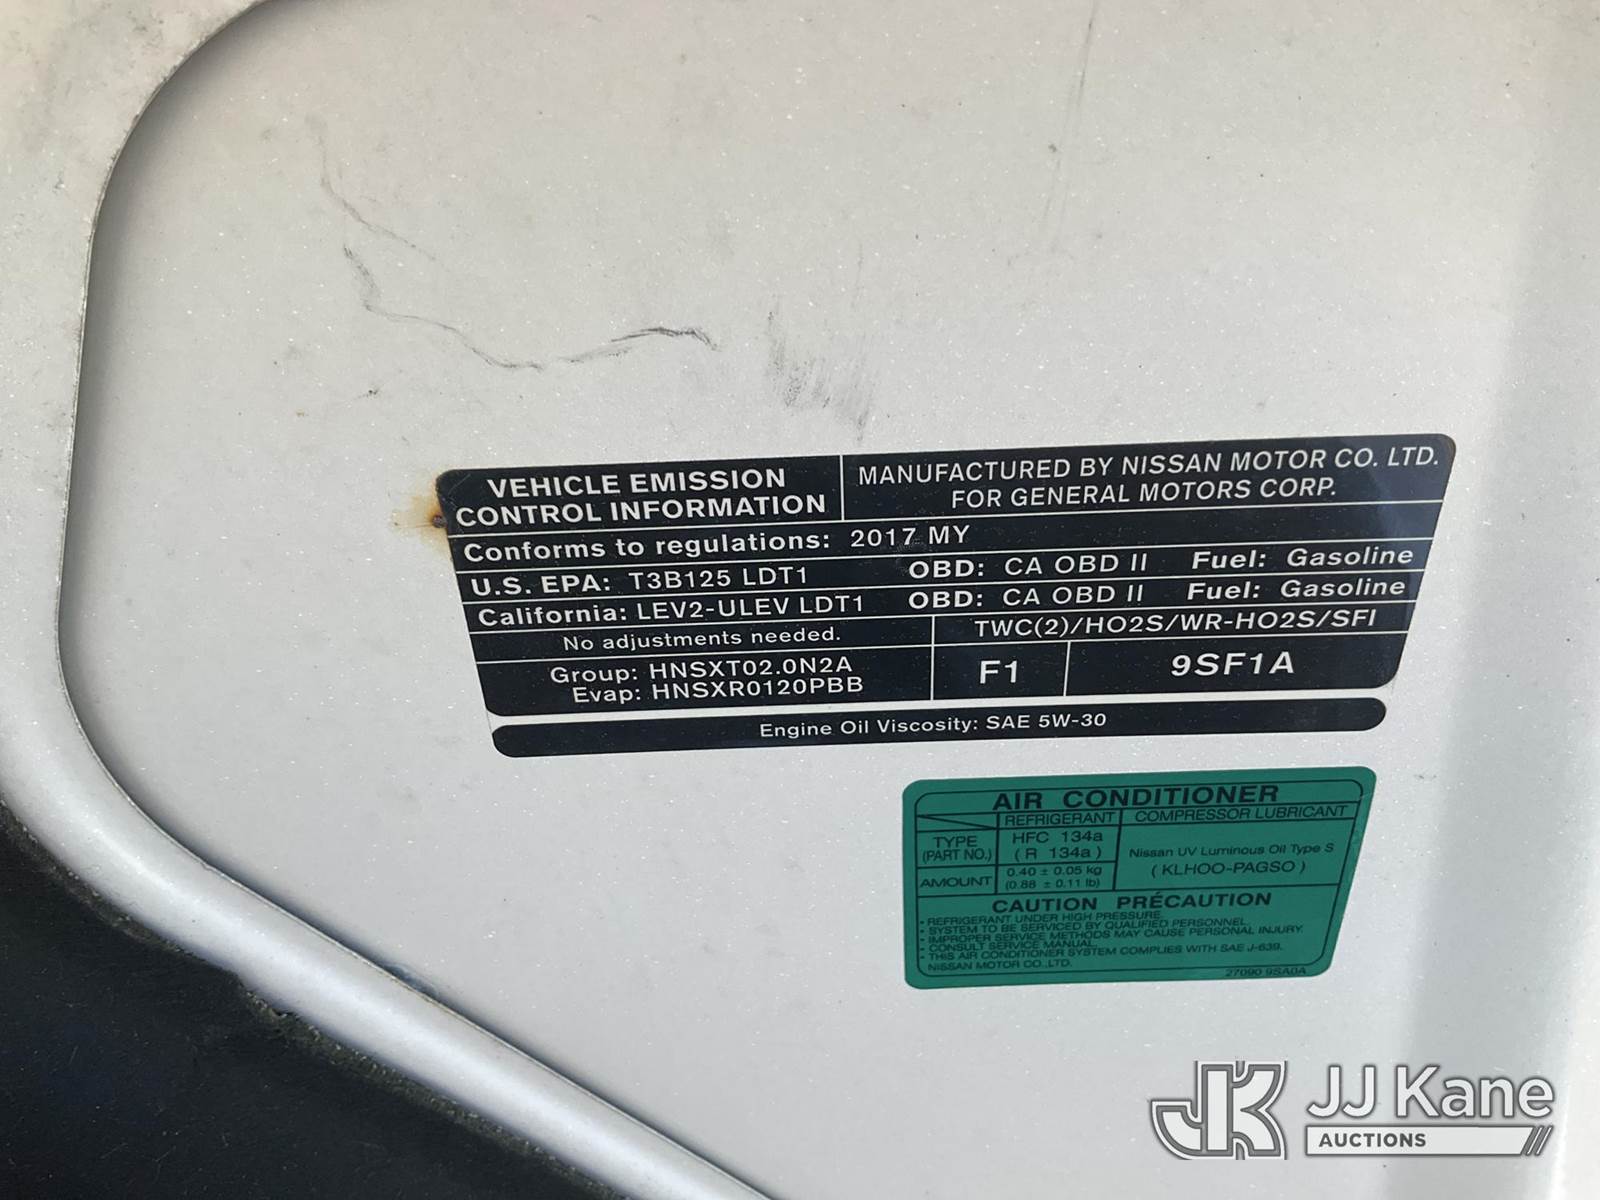 VEHICLE EMISSION
CONTROL INFORMATION
MANUFACTURED BY NISSAN MOTOR CO. LTD.
FOR GENERAL MOTORS CORP.
Conforms to regulations: 2017 MY
U.S. EPA: T3B125 LDT1 OBD: CA OBD II Fuel: Gasoline
California: LEV2-ULEV LDT1 OBD: CA OBD II Fuel: Gasoline
No adjustments needed.
TWC(2)/HO2S/WR-HO2S/SFI
Group: HNSXT02.0N2A
Evap: HNSXR0120PBB
F1
9SF1A
Engine Oil Viscosity: SAE 5W-30
AIR CONDITIONER
REFRIGERANT COMPRESSOR LUBRICANT
TYPE
(PART NO.)
HFC 134a
( R 134a )
Nissan UV Luminous Oil Type S
( KLHOO-PAGSO )
AMOUNT
0.40 ± 0.05 kg
(0.88 ± 0.11 lb)
CAUTION PRÉCAUTION
• REFRIGERANT UNDER HIGH PRESSURE.
• SYSTEM TO BE SERVICED BY QUALIFIED PERSONNEL.
• IMPROPER SERVICE METHODS MAY CAUSE PERSONAL INJURY.
• CONSULT SERVICE MANUAL.
• THIS AIR CONDITIONER SYSTEM COMPLIES WITH SAE J-639.
NISSAN MOTOR CO.,LTD.
27090 9SA0A
JK JJ Kane
AUCTIONS